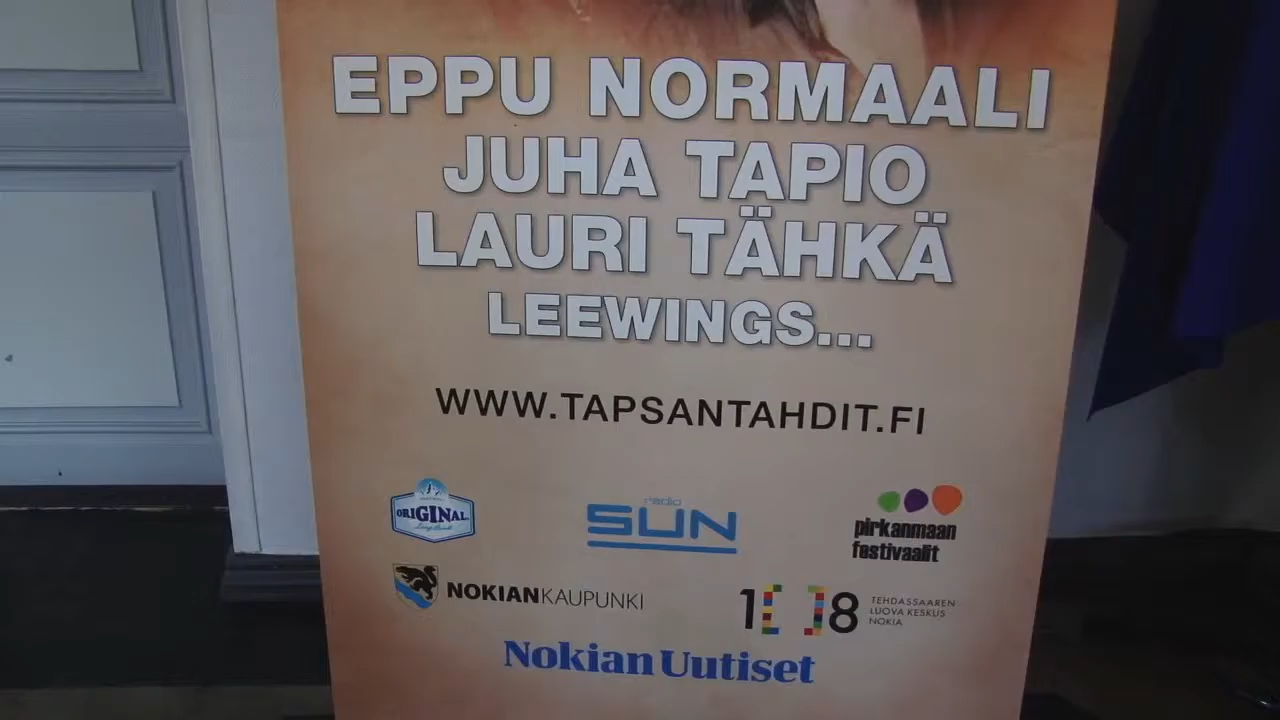 EPPU NORMAALI
JUHA TAPIO
LAURI TÄHKÄ
LEEWINGS...
WWW.TAPSANTAHDIT.FI
ORIGINAL
radio
SUN
pirkanmaan
festivaalit
NOKIANKAUPUNKI
1[ ]8
TEHDASSAAREN
LUOVA KESKUS
NOKIA
Nokian Uutiset